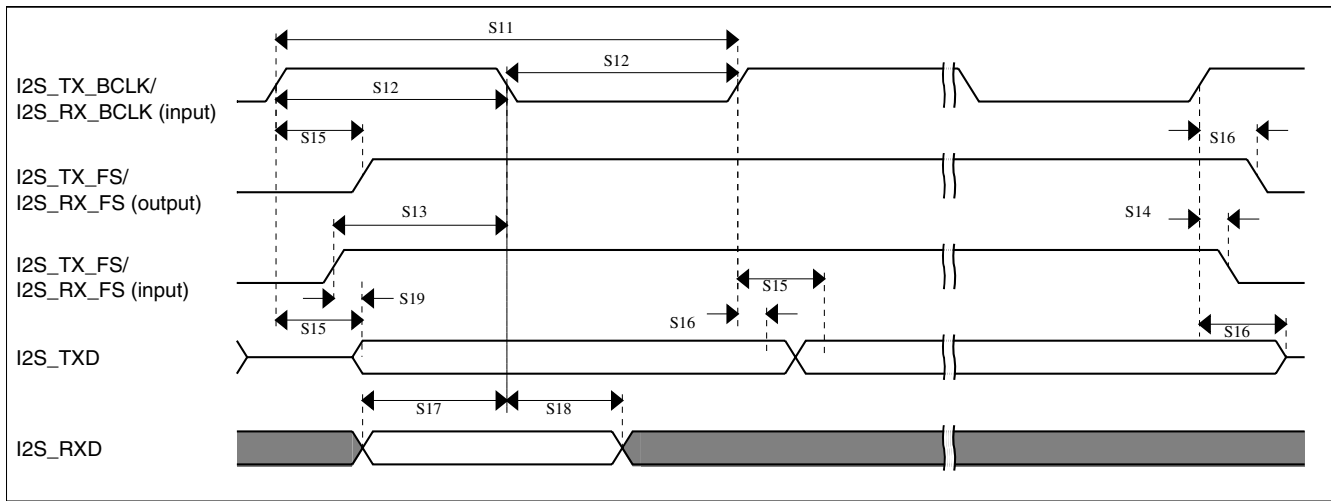 S11
I2S_TX_BCLK/
I2S_RX_BCLK (input)
S12
S12
S15
S16
I2S_TX_FS/
I2S_RX_FS (output)
S13
S14
I2S_TX_FS/
I2S_RX_FS (input)
S15
S19
S15
S16
S16
I2S_TXD
S17
S18
I2S_RXD